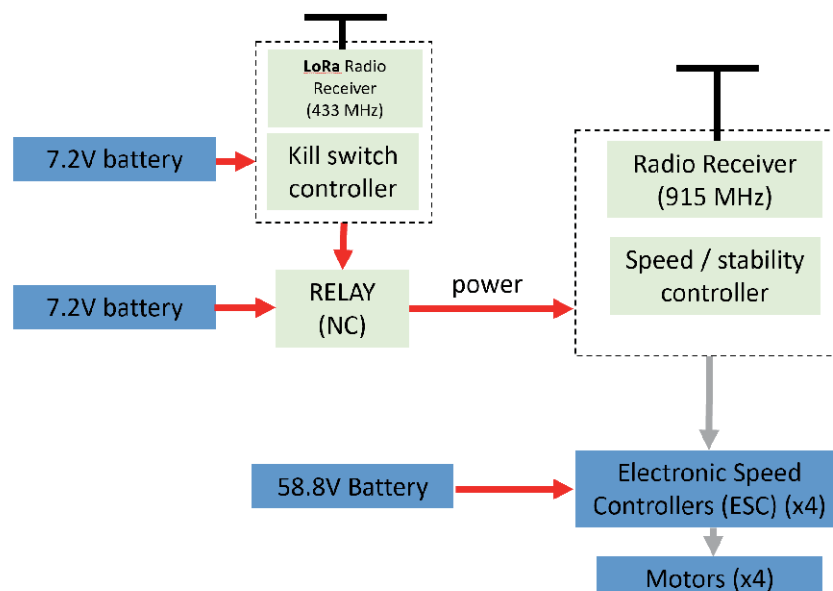 LoRa Radio
Receiver
(433 MHz)
7.2V battery
Kill switch
controller
Radio Receiver
(915 MHz)
Speed / stability
controller
7.2V battery
RELAY
(NC)
power
58.8V Battery
Electronic Speed
Controllers (ESC) (x4)
Motors (x4)